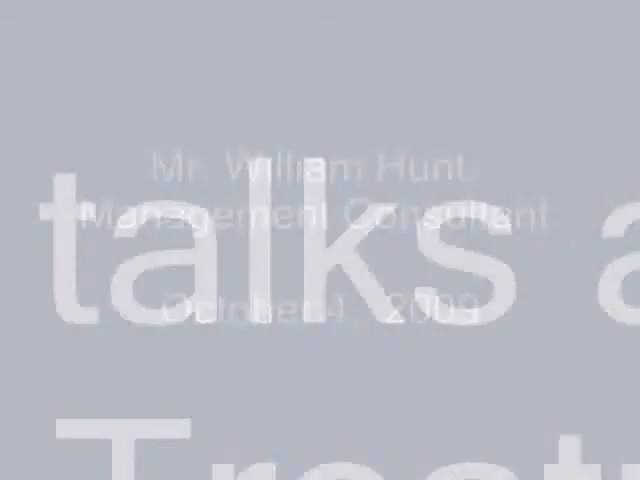 Mr. William Hunt
Management Consultant
talks a
October 4, 2009